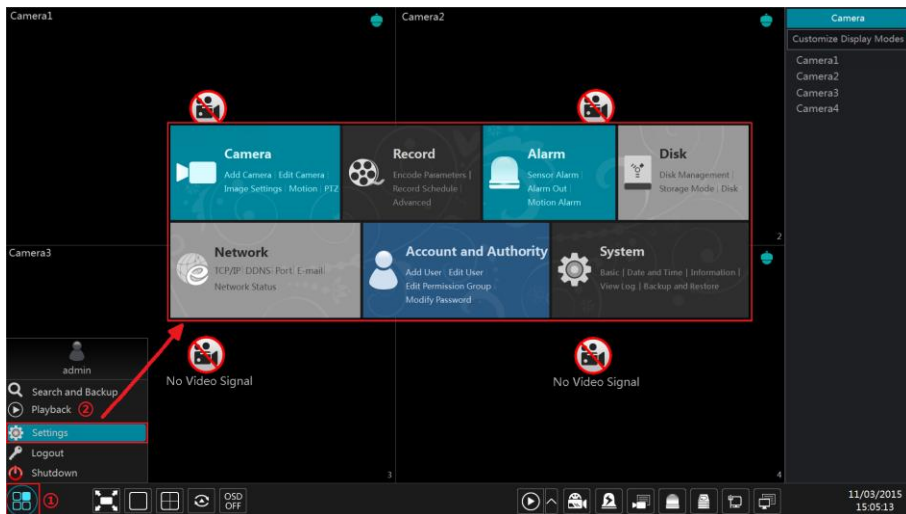 Camera1
Camera2
Camera
Customize Display Modes
Camera1
Camera2
Camera3
Camera4
Camera
Add Camera | Edit Camera |
Image Settings | Motion | PTZ
Record
Encode Parameters |
Record Schedule |
Advanced
Alarm
Sensor Alarm |
Alarm Out |
Motion Alarm
Disk
Disk Management |
Storage Mode | Disk
2
Camera3
Network
TCP/IP | DDNS | Port | E-mail |
Network Status
Account and Authority
Add User | Edit User
Edit Permission Group
Modify Password
System
Basic | Date and Time | Information |
View Log | Backup and Restore
admin
Search and Backup
Playback ②
Settings
Logout
Shutdown
No Video Signal
No Video Signal
3
4
①
OSD
OFF
11/03/2015
15:05:13